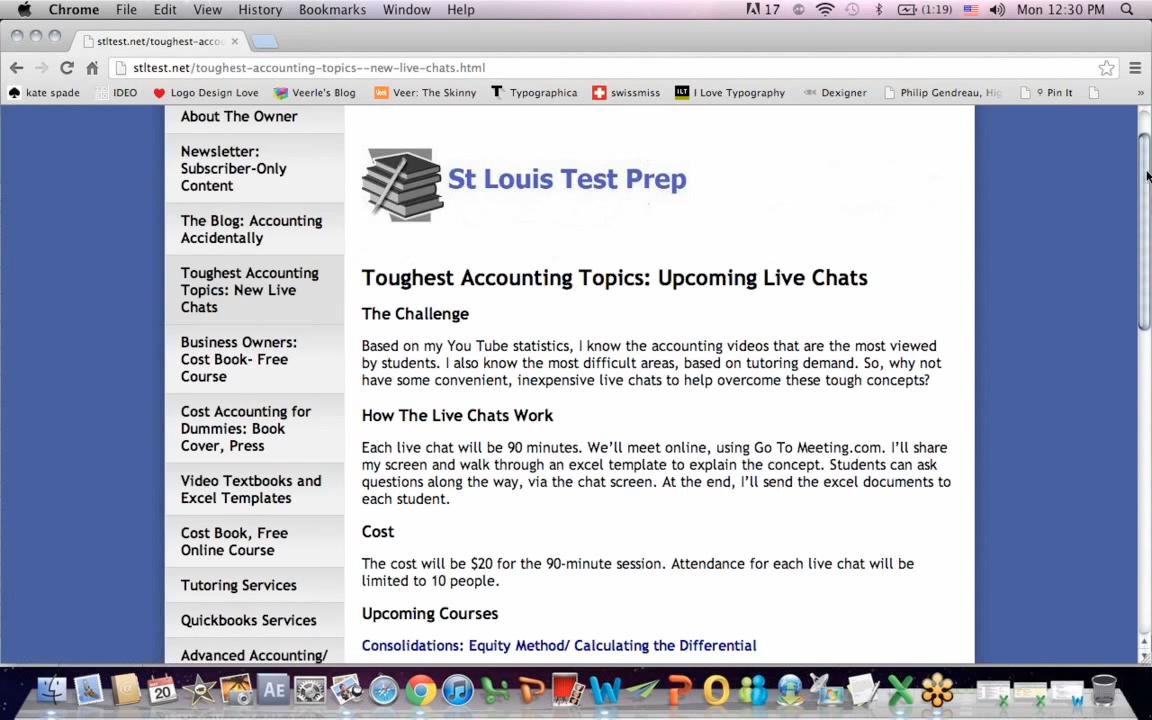 Chrome File Edit View History Bookmarks Window Help 17 (1:19) Mon 12:30 PM
stltest.net/toughest-acco
stltest.net/toughest-accounting-topics--new-live-chats.html
kate spade IDEO Logo Design Love Veerle's Blog Veer: The Skinny Typographica swissmiss I Love Typography Dexigner Philip Gendreau, Hig Pin It »
About The Owner
Newsletter:
Subscriber-Only
Content
The Blog: Accounting
Accidentally
Toughest Accounting
Topics: New Live
Chats
Business Owners:
Cost Book- Free
Course
Cost Accounting for
Dummies: Book
Cover, Press
Video Textbooks and
Excel Templates
Cost Book, Free
Online Course
Tutoring Services
Quickbooks Services
Advanced Accounting/
St Louis Test Prep
Toughest Accounting Topics: Upcoming Live Chats
The Challenge
Based on my You Tube statistics, I know the accounting videos that are the most viewed
by students. I also know the most difficult areas, based on tutoring demand. So, why not
have some convenient, inexpensive live chats to help overcome these tough concepts?
How The Live Chats Work
Each live chat will be 90 minutes. We'll meet online, using Go To Meeting.com. I'll share
my screen and walk through an excel template to explain the concept. Students can ask
questions along the way, via the chat screen. At the end, I'll send the excel documents to
each student.
Cost
The cost will be $20 for the 90-minute session. Attendance for each live chat will be
limited to 10 people.
Upcoming Courses
Consolidations: Equity Method/ Calculating the Differential
20 AE